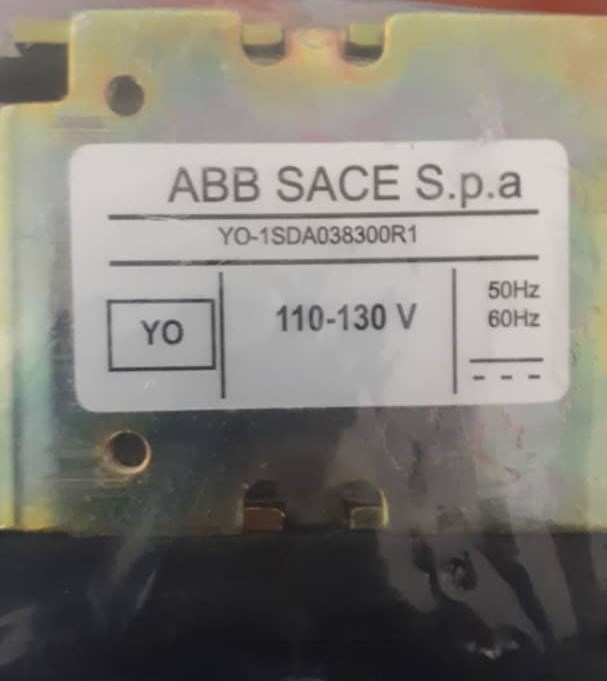 ABB SACE S.p.a
YO-1SDA038300R1
YO
110-130 V
50Hz
60Hz